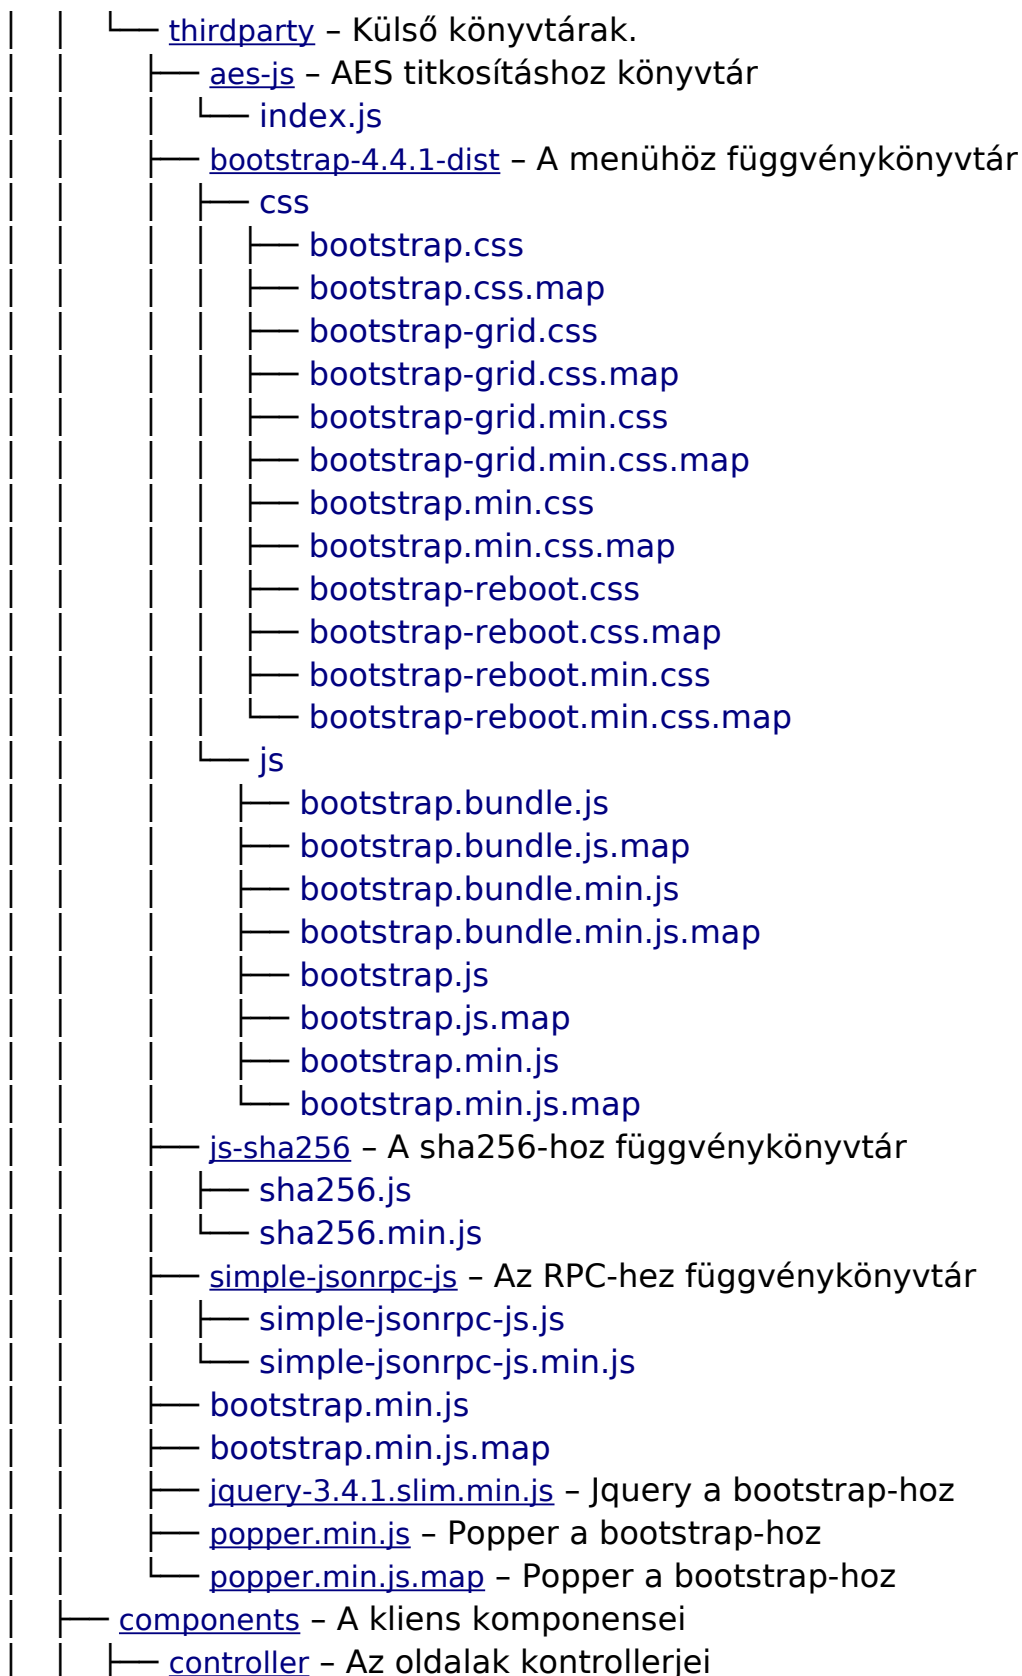 thirdparty – Külső könyvtárak.
aes-js – AES titkosításhoz könyvtár
index.js
bootstrap-4.4.1-dist – A menühöz függvénykönyvtár
css
bootstrap.css
bootstrap.css.map
bootstrap-grid.css
bootstrap-grid.css.map
bootstrap-grid.min.css
bootstrap-grid.min.css.map
bootstrap.min.css
bootstrap.min.css.map
bootstrap-reboot.css
bootstrap-reboot.css.map
bootstrap-reboot.min.css
bootstrap-reboot.min.css.map
js
bootstrap.bundle.js
bootstrap.bundle.js.map
bootstrap.bundle.min.js
bootstrap.bundle.min.js.map
bootstrap.js
bootstrap.js.map
bootstrap.min.js
bootstrap.min.js.map
js-sha256 – A sha256-hoz függvénykönyvtár
sha256.js
sha256.min.js
simple-jsonrpc-js – Az RPC-hez függvénykönyvtár
simple-jsonrpc-js.js
simple-jsonrpc-js.min.js
bootstrap.min.js
bootstrap.min.js.map
jquery-3.4.1.slim.min.js – Jquery a bootstrap-hoz
popper.min.js – Popper a bootstrap-hoz
popper.min.js.map – Popper a bootstrap-hoz
components – A kliens komponensei
controller – Az oldalak kontrollerjei